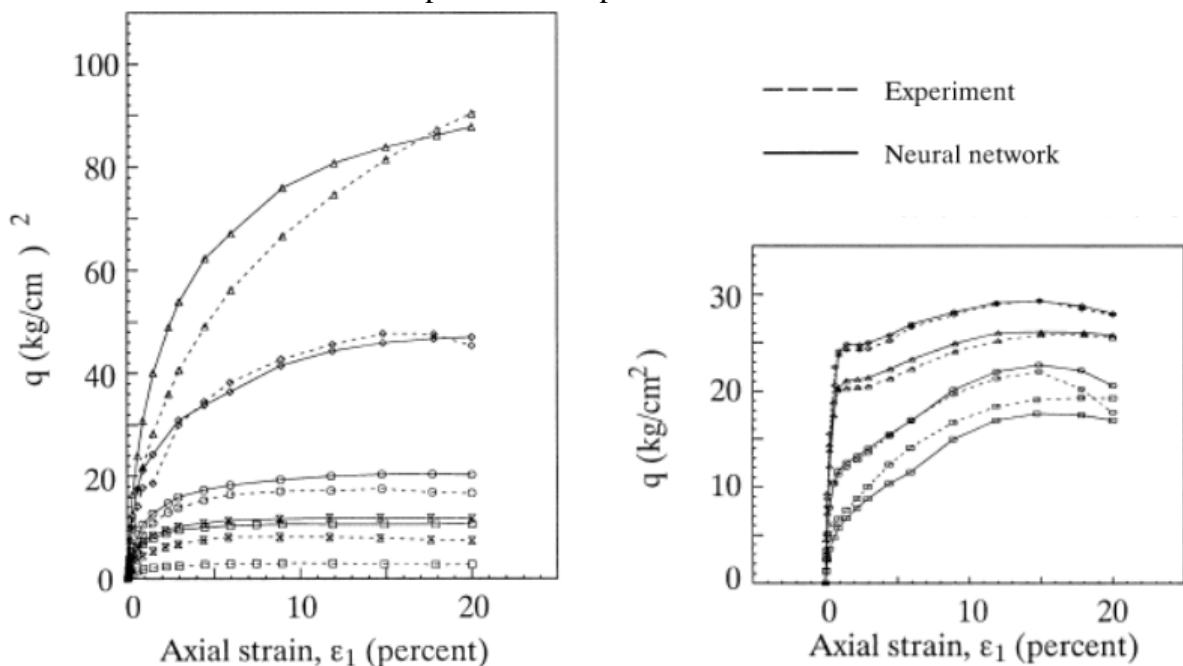 100
80
60
40
20
0
q (kg/cm ) 2
0 10 20
Axial strain, ε1 (percent)
Experiment
Neural network
30
20
10
0
q (kg/cm2)
0 10 20
Axial strain, ε1 (percent)